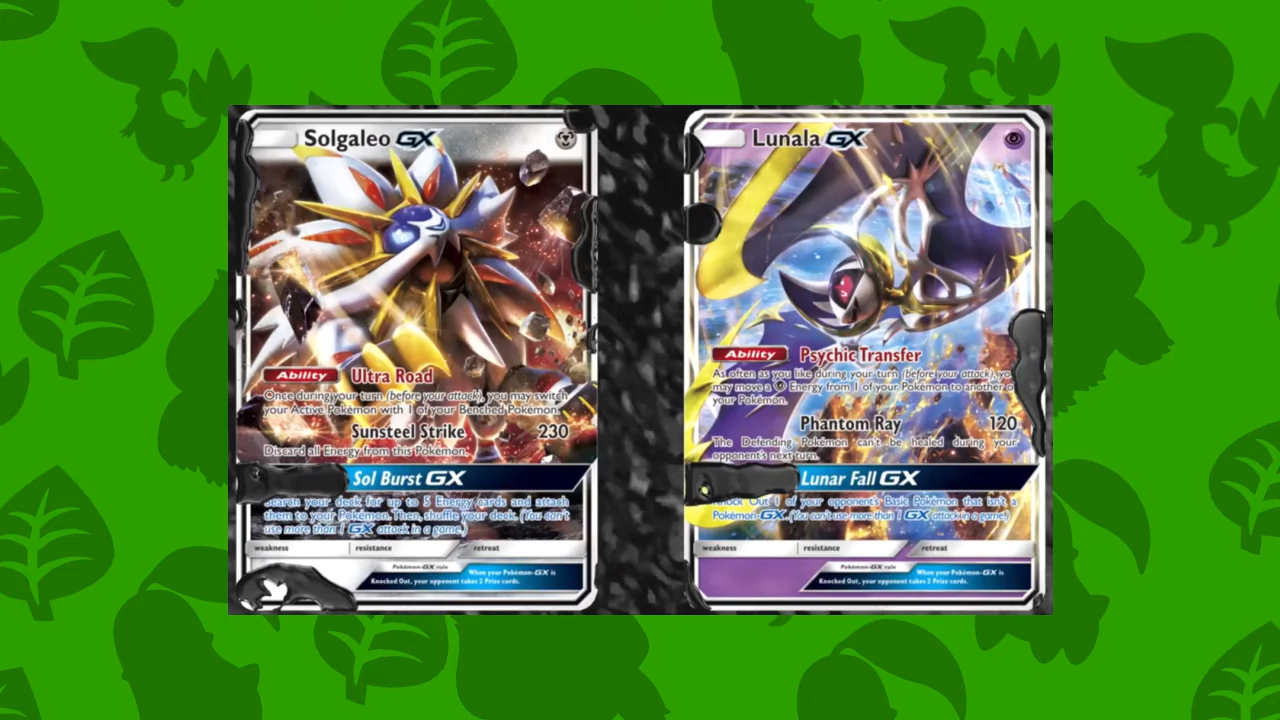 Solgaleo GX
Ability Ultra Road
Once during your turn (before your attack), you may switch
your Active Pokémon with 1 of your Benched Pokémon.
Sunsteel Strike 230
Discard all Energy from this Pokémon.
Sol Burst GX
Search your deck for up to 5 Energy cards and attach
them to your Pokémon. Then, shuffle your deck. (You can't
use more than 1 GX attack in a game.)
weakness resistance retreat
Pokémon-GX rule When your Pokémon-GX is
Knocked Out, your opponent takes 2 Prize cards.
Lunala GX
Ability Psychic Transfer
As often as you like during your turn (before your attack), you
may move a Energy from 1 of your Pokémon to another of
your Pokémon.
Phantom Ray 120
The Defending Pokémon can't be healed during your
opponent's next turn.
Lunar Fall GX
Knock Out 1 of your opponent's Basic Pokémon that isn't a
Pokémon-GX. (You can't use more than 1 GX attack in a game.)
weakness resistance retreat
Pokémon-GX rule When your Pokémon-GX is
Knocked Out, your opponent takes 2 Prize cards.